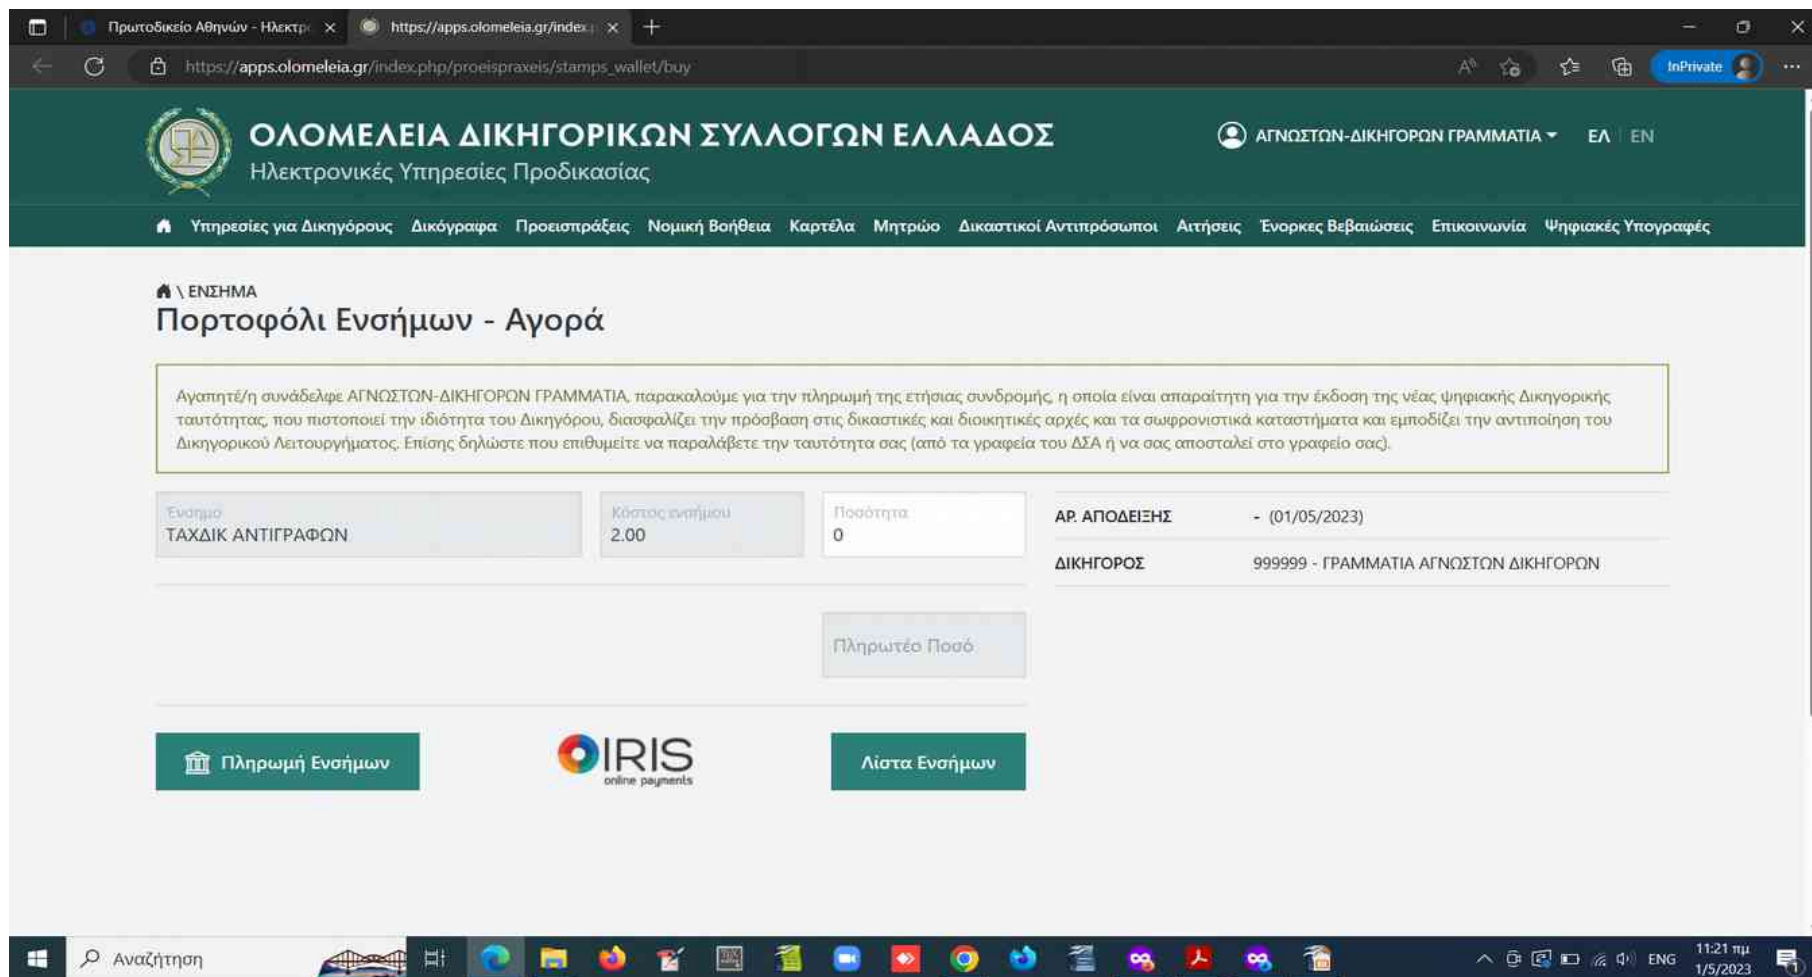 Πρωτοδικείο Αθηνών - Ηλεκτρ
https://apps.olomeleia.gr/index.p
https://apps.olomeleia.gr/index.php/proeispraxeis/stamps_wallet/buy
InPrivate
ΟΛΟΜΕΛΕΙΑ ΔΙΚΗΓΟΡΙΚΩΝ ΣΥΛΛΟΓΩΝ ΕΛΛΑΔΟΣ
Ηλεκτρονικές Υπηρεσίες Προδικασίας
ΑΓΝΩΣΤΩΝ-ΔΙΚΗΓΟΡΩΝ ΓΡΑΜΜΑΤΙΑ
ΕΛ | EN
Υπηρεσίες για Δικηγόρους Δικόγραφα Προεισπράξεις Νομική Βοήθεια Καρτέλα Μητρώο Δικαστικοί Αντιπρόσωποι Αιτήσεις Ένορκες Βεβαιώσεις Επικοινωνία Ψηφιακές Υπογραφές
\ ΕΝΣΗΜΑ
Πορτοφόλι Ενσήμων - Αγορά
Αγαπητέ/η συνάδελφε ΑΓΝΩΣΤΩΝ-ΔΙΚΗΓΟΡΩΝ ΓΡΑΜΜΑΤΙΑ, παρακαλούμε για την πληρωμή της ετήσιας συνδρομής, η οποία είναι απαραίτητη για την έκδοση της νέας ψηφιακής Δικηγορικής
ταυτότητας, που πιστοποιεί την ιδιότητα του Δικηγόρου, διασφαλίζει την πρόσβαση στις δικαστικές και διοικητικές αρχές και τα σωφρονιστικά καταστήματα και εμποδίζει την αντιποίηση του
Δικηγορικού Λειτουργήματος. Επίσης δηλώστε που επιθυμείτε να παραλάβετε την ταυτότητα σας (από τα γραφεία του ΔΣΑ ή να σας αποσταλεί στο γραφείο σας).
Ένσημο
ΤΑΧΔΙΚ ΑΝΤΙΓΡΑΦΩΝ
Κόστος ενσήμου
2.00
Ποσότητα
0
ΑΡ. ΑΠΟΔΕΙΞΗΣ - (01/05/2023)
ΔΙΚΗΓΟΡΟΣ 999999 - ΓΡΑΜΜΑΤΙΑ ΑΓΝΩΣΤΩΝ ΔΙΚΗΓΟΡΩΝ
Πληρωτέο Ποσό
Πληρωμή Ενσήμων
IRIS
online payments
Λίστα Ενσήμων
Αναζήτηση
ENG
11:21 πμ
1/5/2023